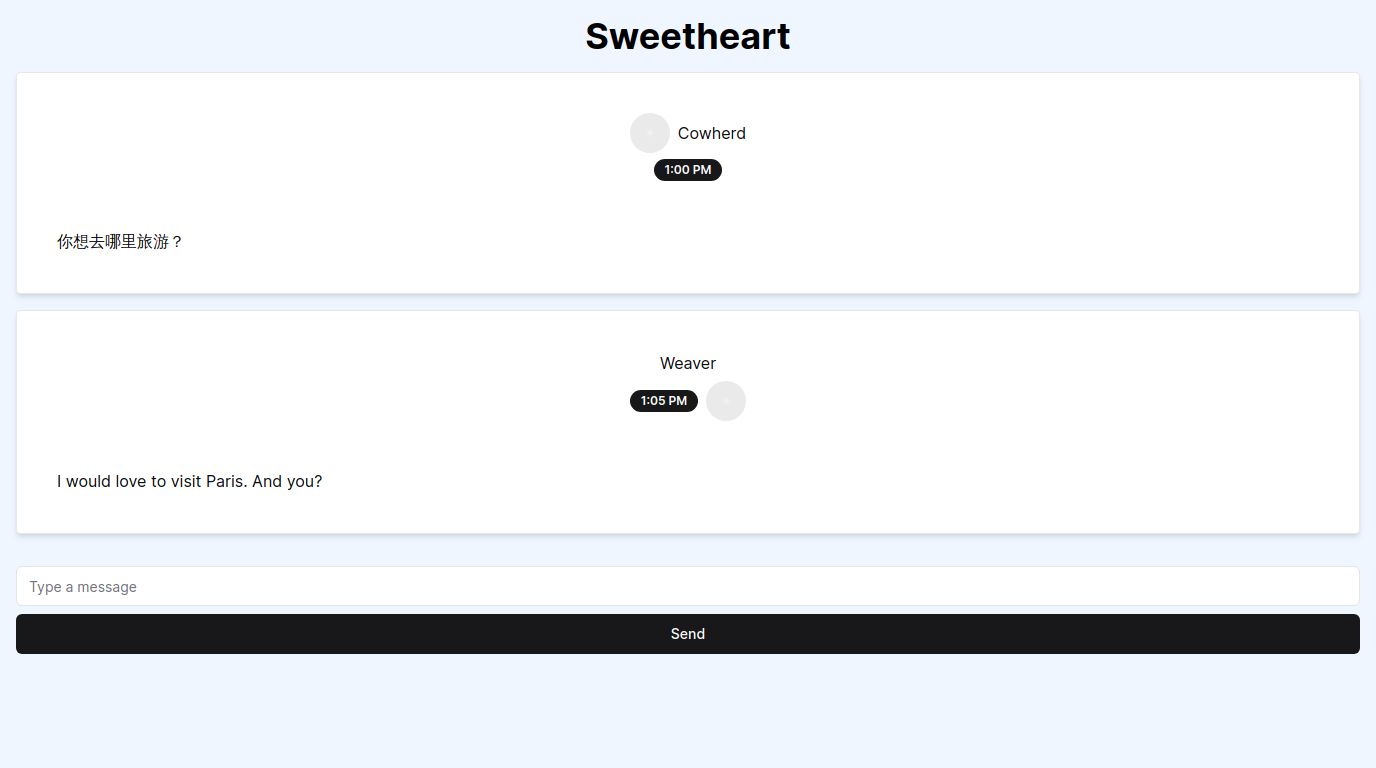 Sweetheart
Cowherd
1:00 PM
你想去哪里旅游？
Weaver
1:05 PM
I would love to visit Paris. And you?
Type a message
Send